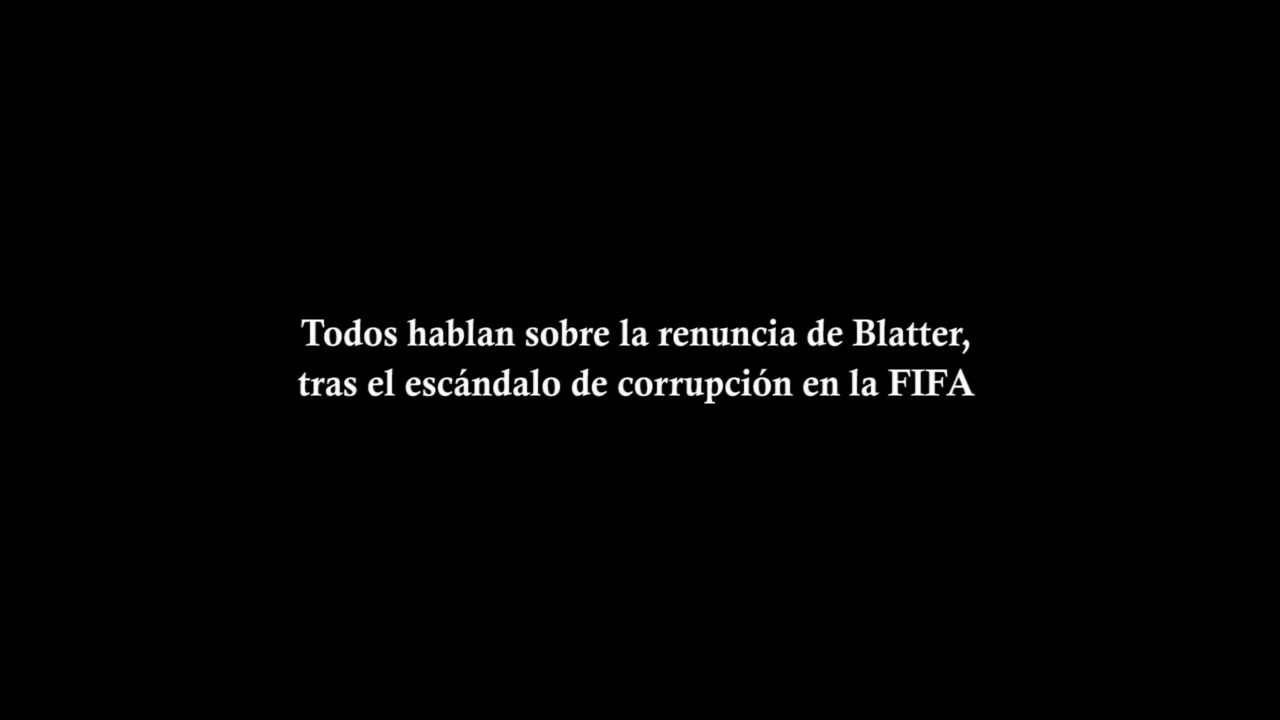 Todos hablan sobre la renuncia de Blatter,
tras el escándalo de corrupción en la FIFA